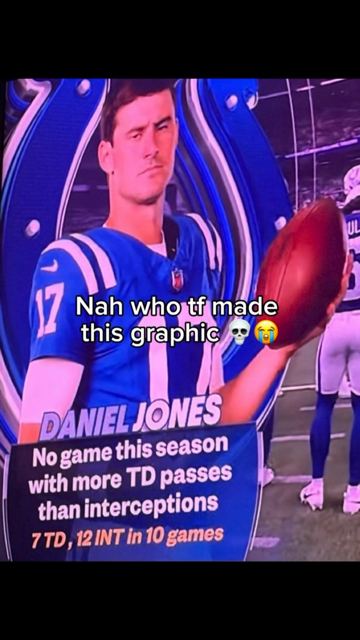 17
Nah who tf made
this graphic 💀😭
DANIEL JONES
No game this season
with more TD passes
than interceptions
7 TD, 12 INT in 10 games